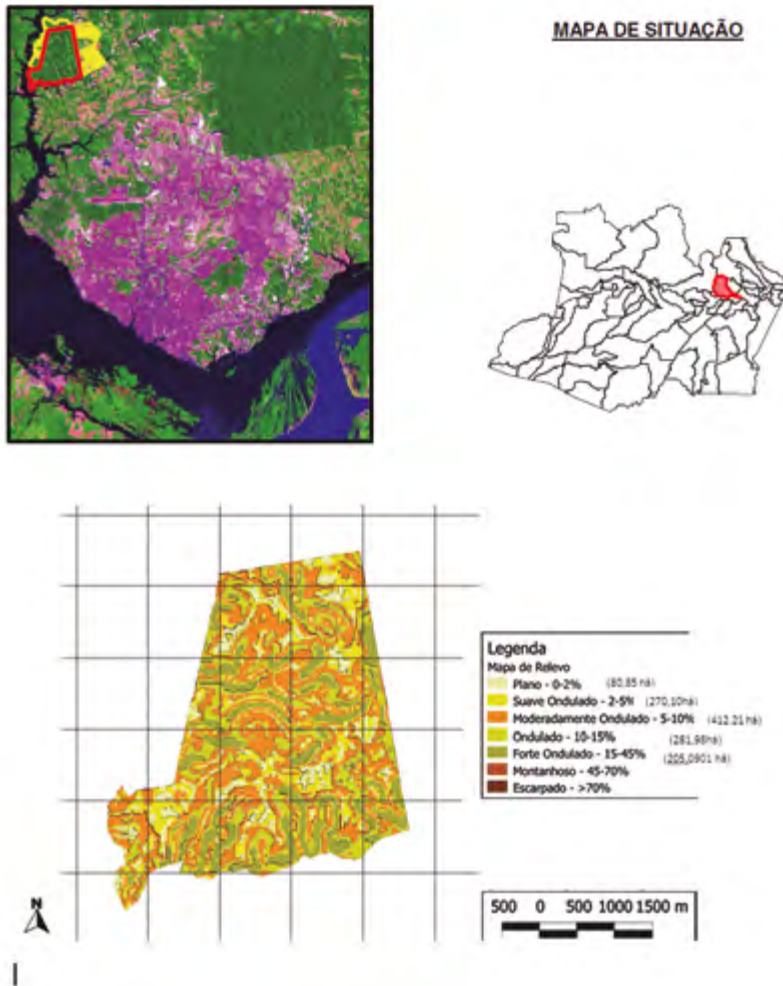 MAPA DE SITUAÇÃO
Legenda
Mapa de Relevo
Plano - 0-2% (80,85 há)
Suave Ondulado - 2-5% (270,10há)
Moderadamente Ondulado - 5-10% (412.21 há)
Ondulado - 10-15% (281,98há)
Forte Ondulado - 15-45% (205,0901 há)
Montanhoso - 45-70%
Escarpado - >70%
N
500 0 500 1000 1500 m